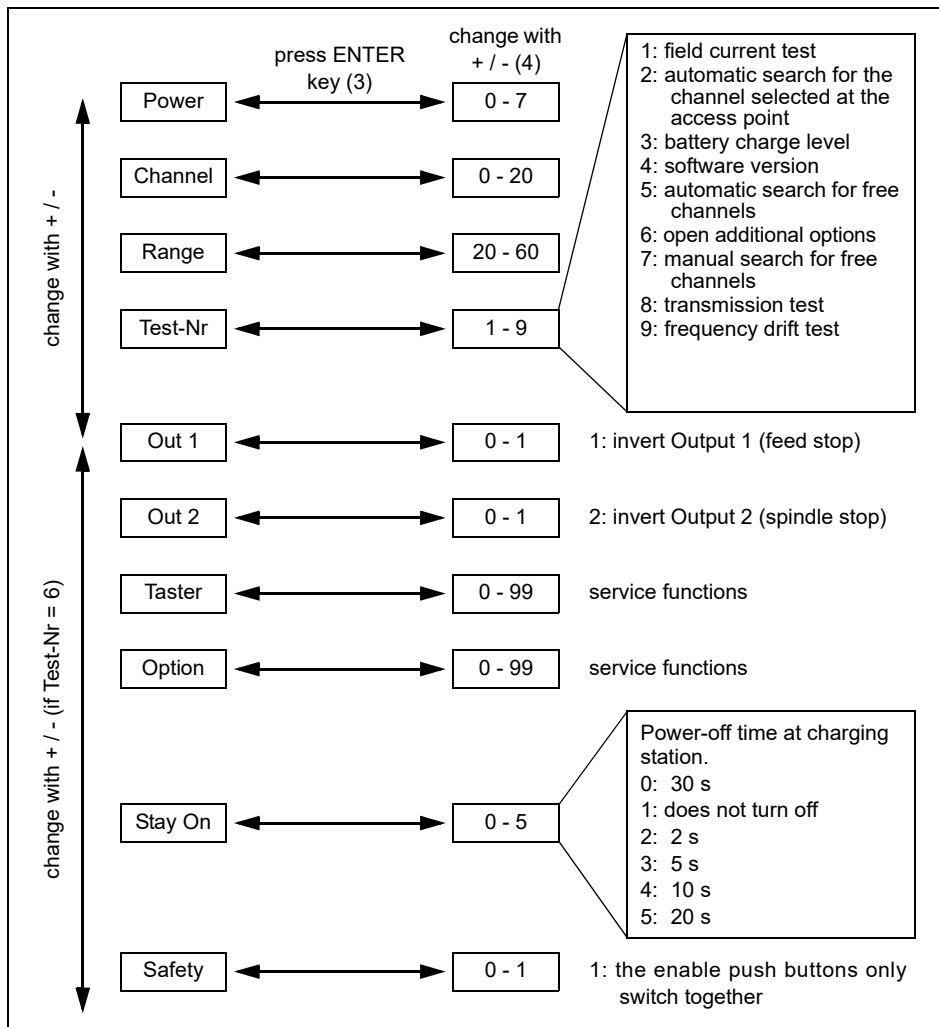 press ENTER
key (3)
change with
+ / - (4)
change with + / -
Power
0 - 7
Channel
0 - 20
Range
20 - 60
Test-Nr
1 - 9
1: field current test
2: automatic search for the
channel selected at the
access point
3: battery charge level
4: software version
5: automatic search for free
channels
6: open additional options
7: manual search for free
channels
8: transmission test
9: frequency drift test
change with + / - (if Test-Nr = 6)
Out 1
0 - 1
1: invert Output 1 (feed stop)
Out 2
0 - 1
2: invert Output 2 (spindle stop)
Taster
0 - 99
service functions
Option
0 - 99
service functions
Stay On
0 - 5
Power-off time at charging
station.
0: 30 s
1: does not turn off
2: 2 s
3: 5 s
4: 10 s
5: 20 s
Safety
0 - 1
1: the enable push buttons only
switch together